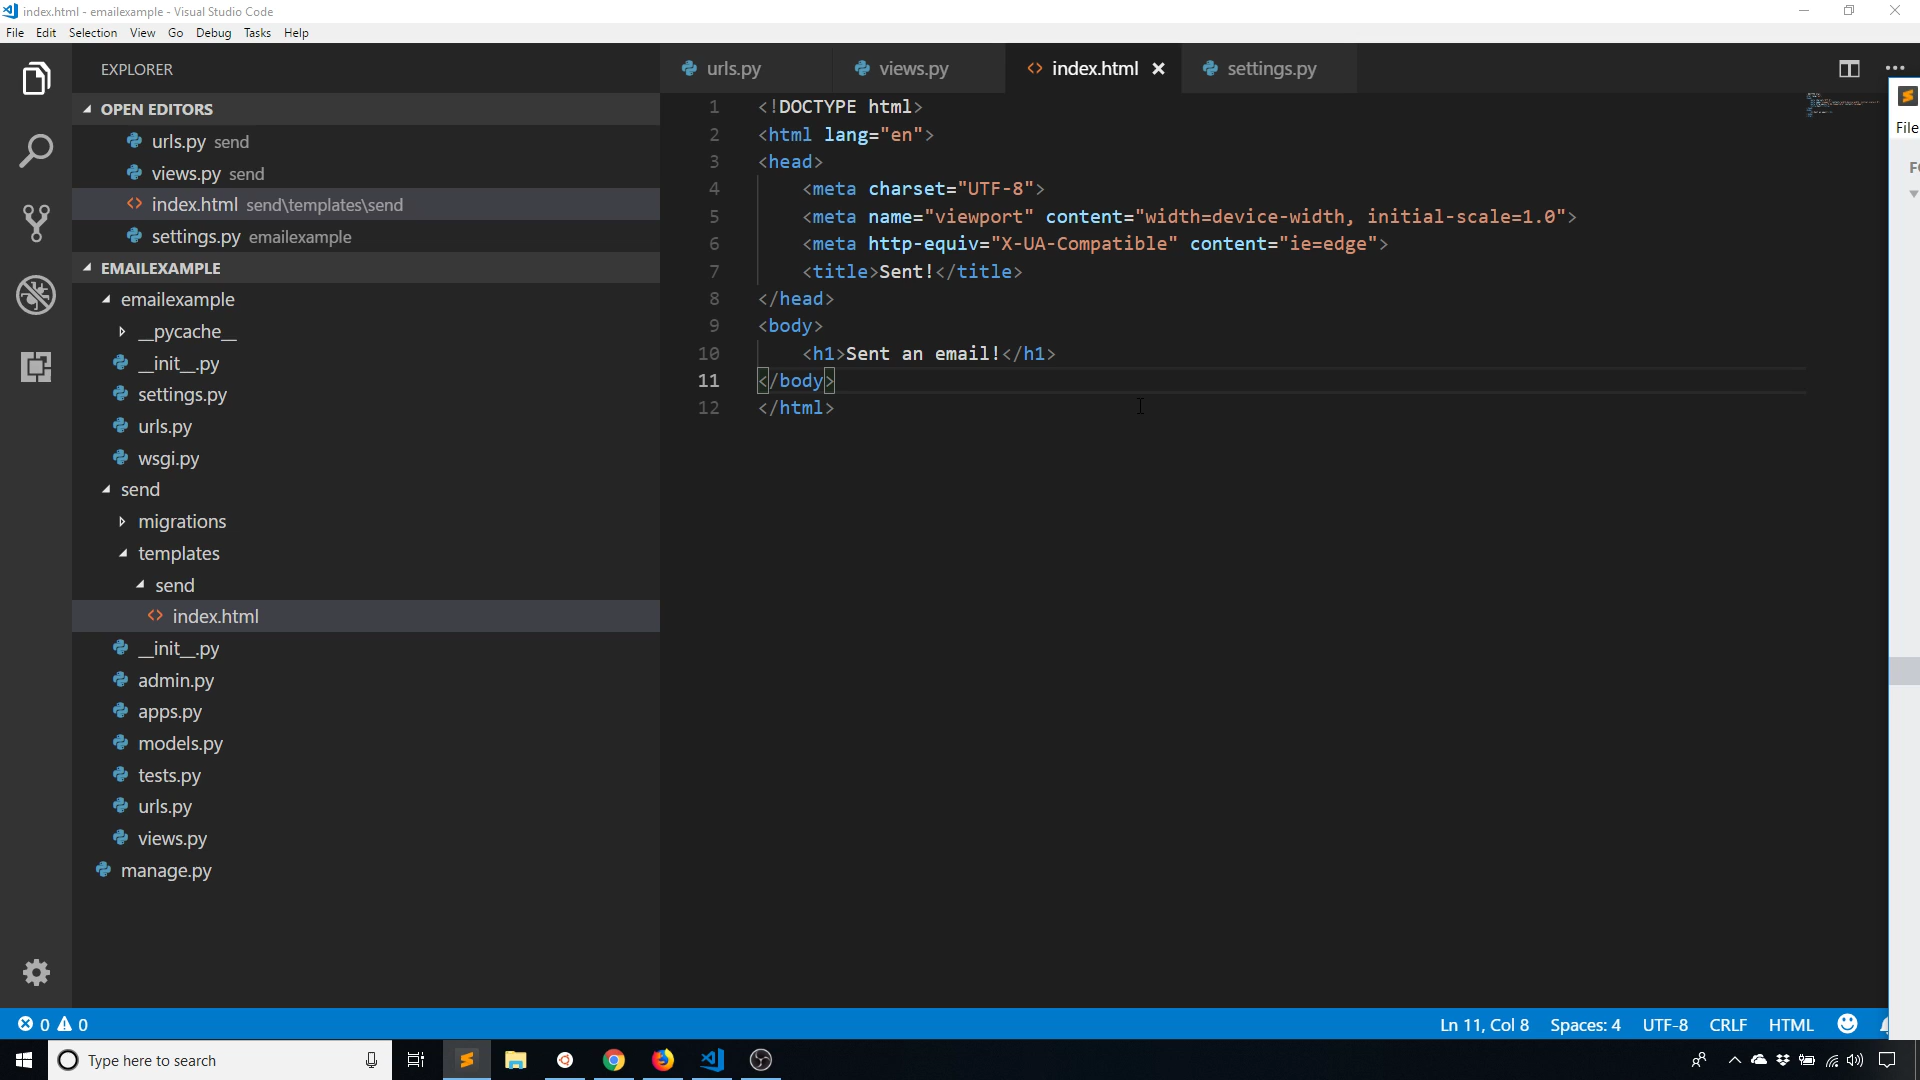 index.html - emailexample - Visual Studio Code
File Edit Selection View Go Debug Tasks Help
EXPLORER
OPEN EDITORS
urls.py send
views.py send
index.html send\templates\send
settings.py emailexample
EMAILEXAMPLE
emailexample
__pycache__
__init__.py
settings.py
urls.py
wsgi.py
send
migrations
templates
send
index.html
__init__.py
admin.py
apps.py
models.py
tests.py
urls.py
views.py
manage.py
urls.py views.py index.html settings.py
1 <!DOCTYPE html>
2 <html lang="en">
3 <head>
4 <meta charset="UTF-8">
5 <meta name="viewport" content="width=device-width, initial-scale=1.0">
6 <meta http-equiv="X-UA-Compatible" content="ie=edge">
7 <title>Sent!</title>
8 </head>
9 <body>
10 <h1>Sent an email!</h1>
11 </body>
12 </html>
File
0 0
Ln 11, Col 8 Spaces: 4 UTF-8 CRLF HTML
Type here to search